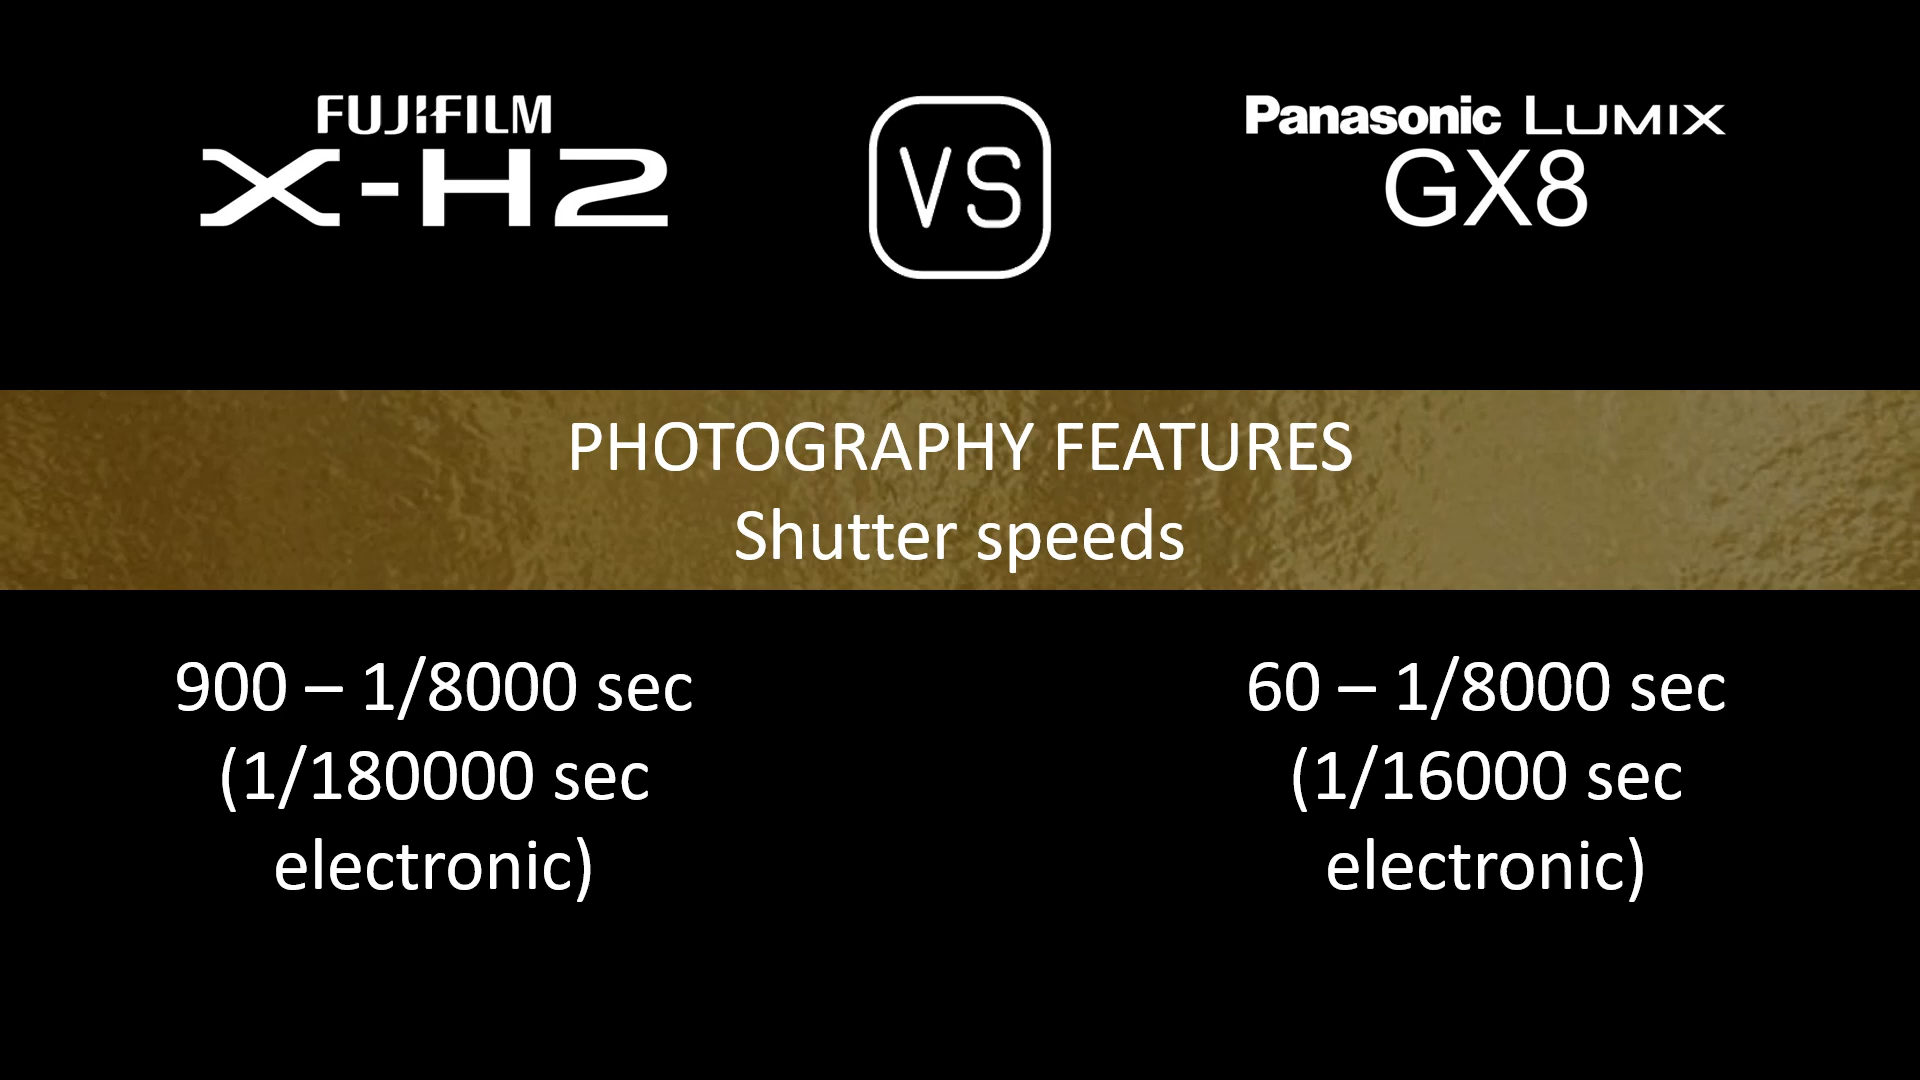 FUJIFILM
X-H2
VS
Panasonic LUMIX
GX8
PHOTOGRAPHY FEATURES
Shutter speeds
900 – 1/8000 sec
(1/180000 sec
electronic)
60 – 1/8000 sec
(1/16000 sec
electronic)